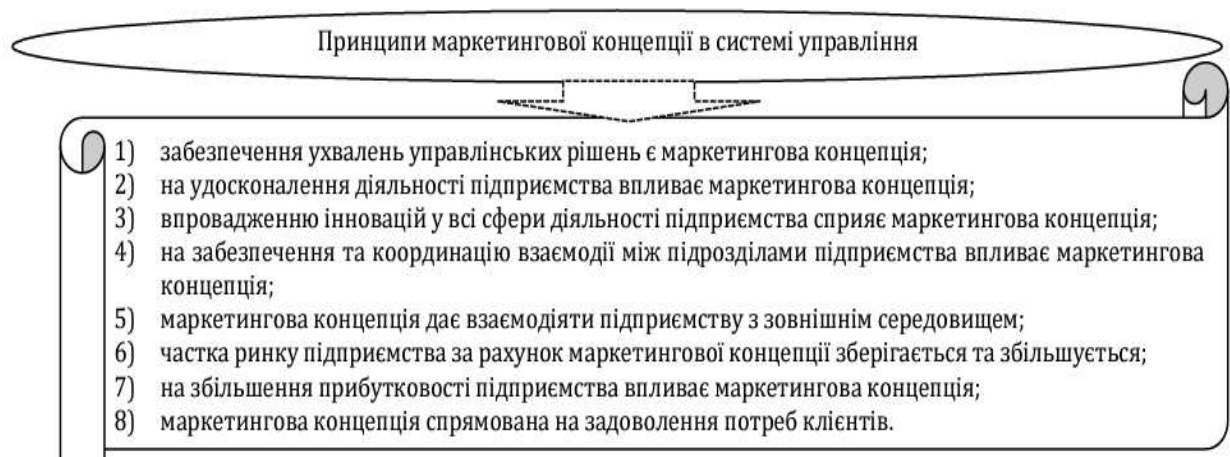 Принципи маркетингової концепції в системі управління
1) забезпечення ухвалень управлінських рішень є маркетингова концепція;
2) на удосконалення діяльності підприємства впливає маркетингова концепція;
3) впровадженню інновацій у всі сфери діяльності підприємства сприяє маркетингова концепція;
4) на забезпечення та координацію взаємодії між підрозділами підприємства впливає маркетингова
концепція;
5) маркетингова концепція дає взаємодіяти підприємству з зовнішнім середовищем;
6) частка ринку підприємства за рахунок маркетингової концепції зберігається та збільшується;
7) на збільшення прибутковості підприємства впливає маркетингова концепція;
8) маркетингова концепція спрямована на задоволення потреб клієнтів.